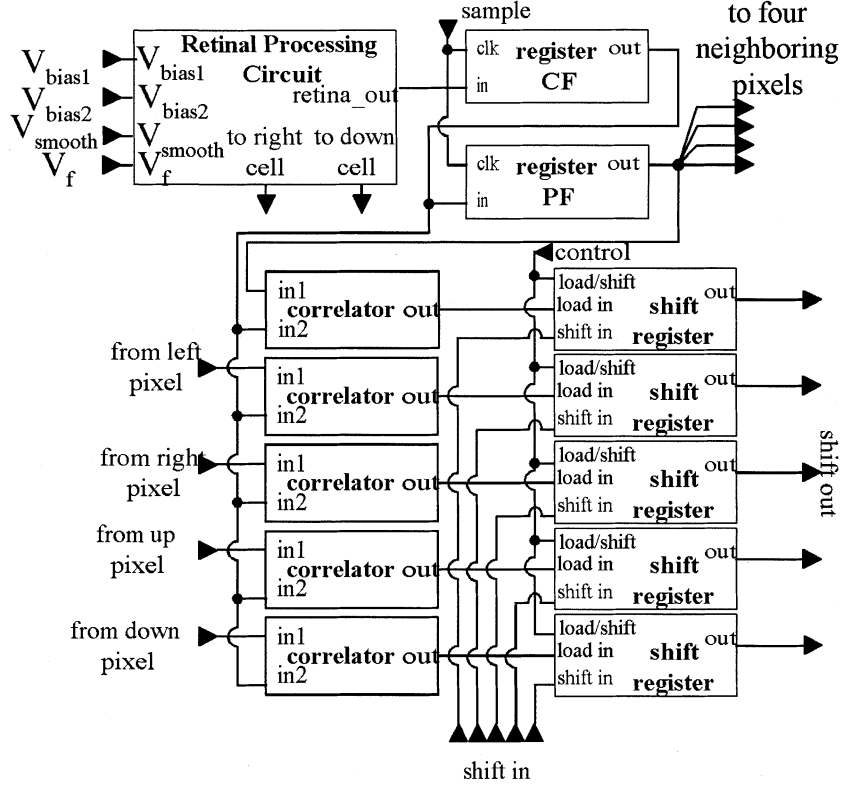 sample
to four
neighboring
pixels
Retinal Processing
Circuit
V bias1
V bias1
V bias2
V bias2
retina_out
V smooth
V smooth
to right to down
cell cell
V f
V f
clk register out
in CF
clk register out
in PF
control
in1
correlator out
in2
load/shift out
load in shift
shift in register
from left
pixel
in1
correlator out
in2
load/shift out
load in shift
shift in register
from right
pixel
in1
correlator out
in2
load/shift out
load in shift
shift in register
shift out
from up
pixel
in1
correlator out
in2
load/shift out
load in shift
shift in register
from down
pixel
in1
correlator out
in2
load/shift out
load in shift
shift in register
shift in